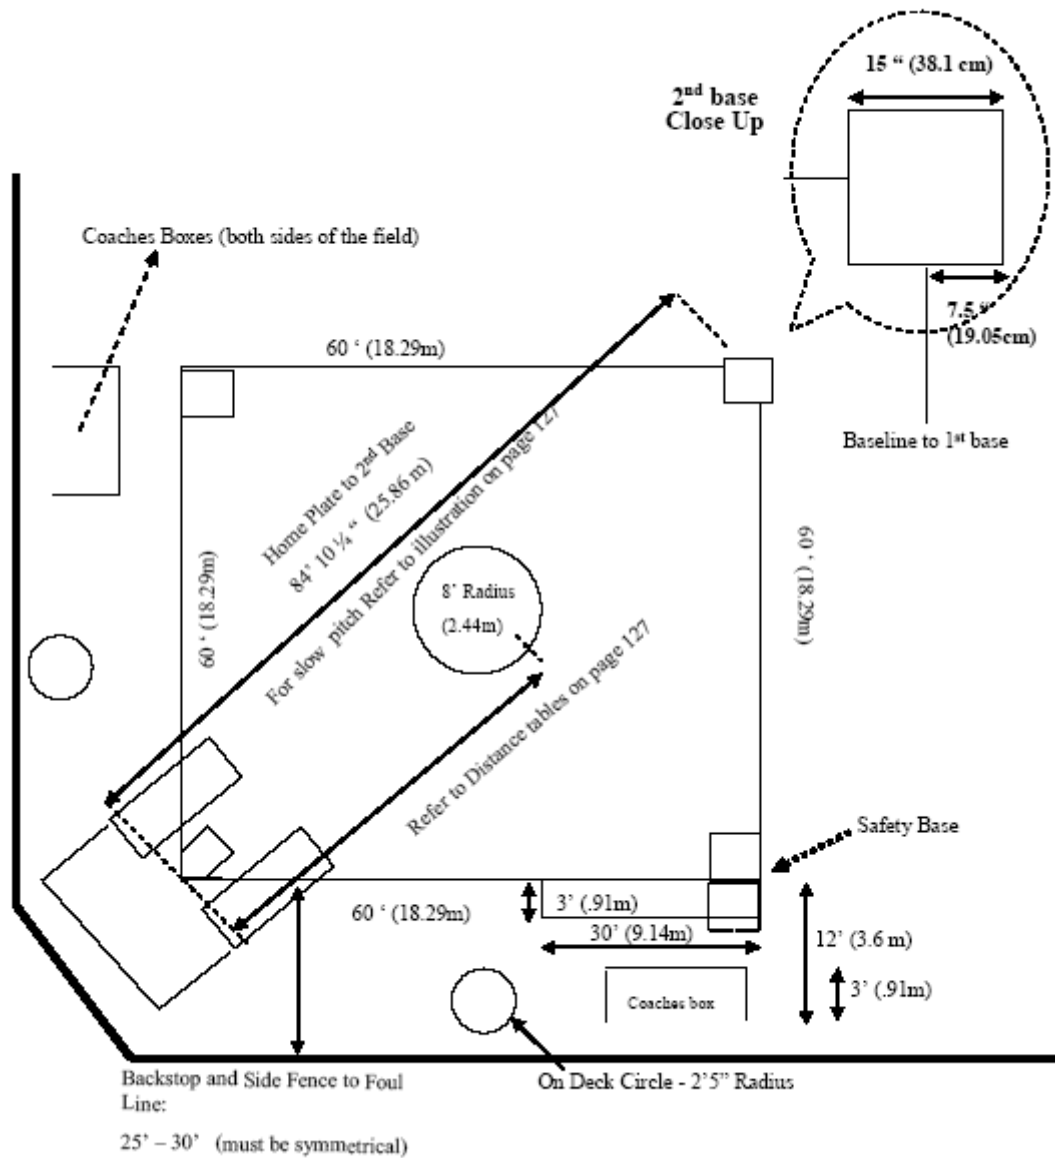 15 “ (38.1 cm)
2nd base
Close Up
Coaches Boxes (both sides of the field)
7.5 “
(19.05cm)
60 ‘ (18.29m)
Baseline to 1st base
Home Plate to 2nd Base
84’ 10 ¼ “ (25.86 m)
For slow pitch Refer to illustration on page 127
60 ‘ (18.29m)
60 ‘ (18.29m)
8’ Radius
(2.44m)
Refer to Distance tables on page 127
Safety Base
60 ‘ (18.29m)
3’ (.91m)
30’ (9.14m)
12’ (3.6 m)
3’ (.91m)
Coaches box
On Deck Circle - 2’5” Radius
Backstop and Side Fence to Foul
Line:
25’ – 30’ (must be symmetrical)